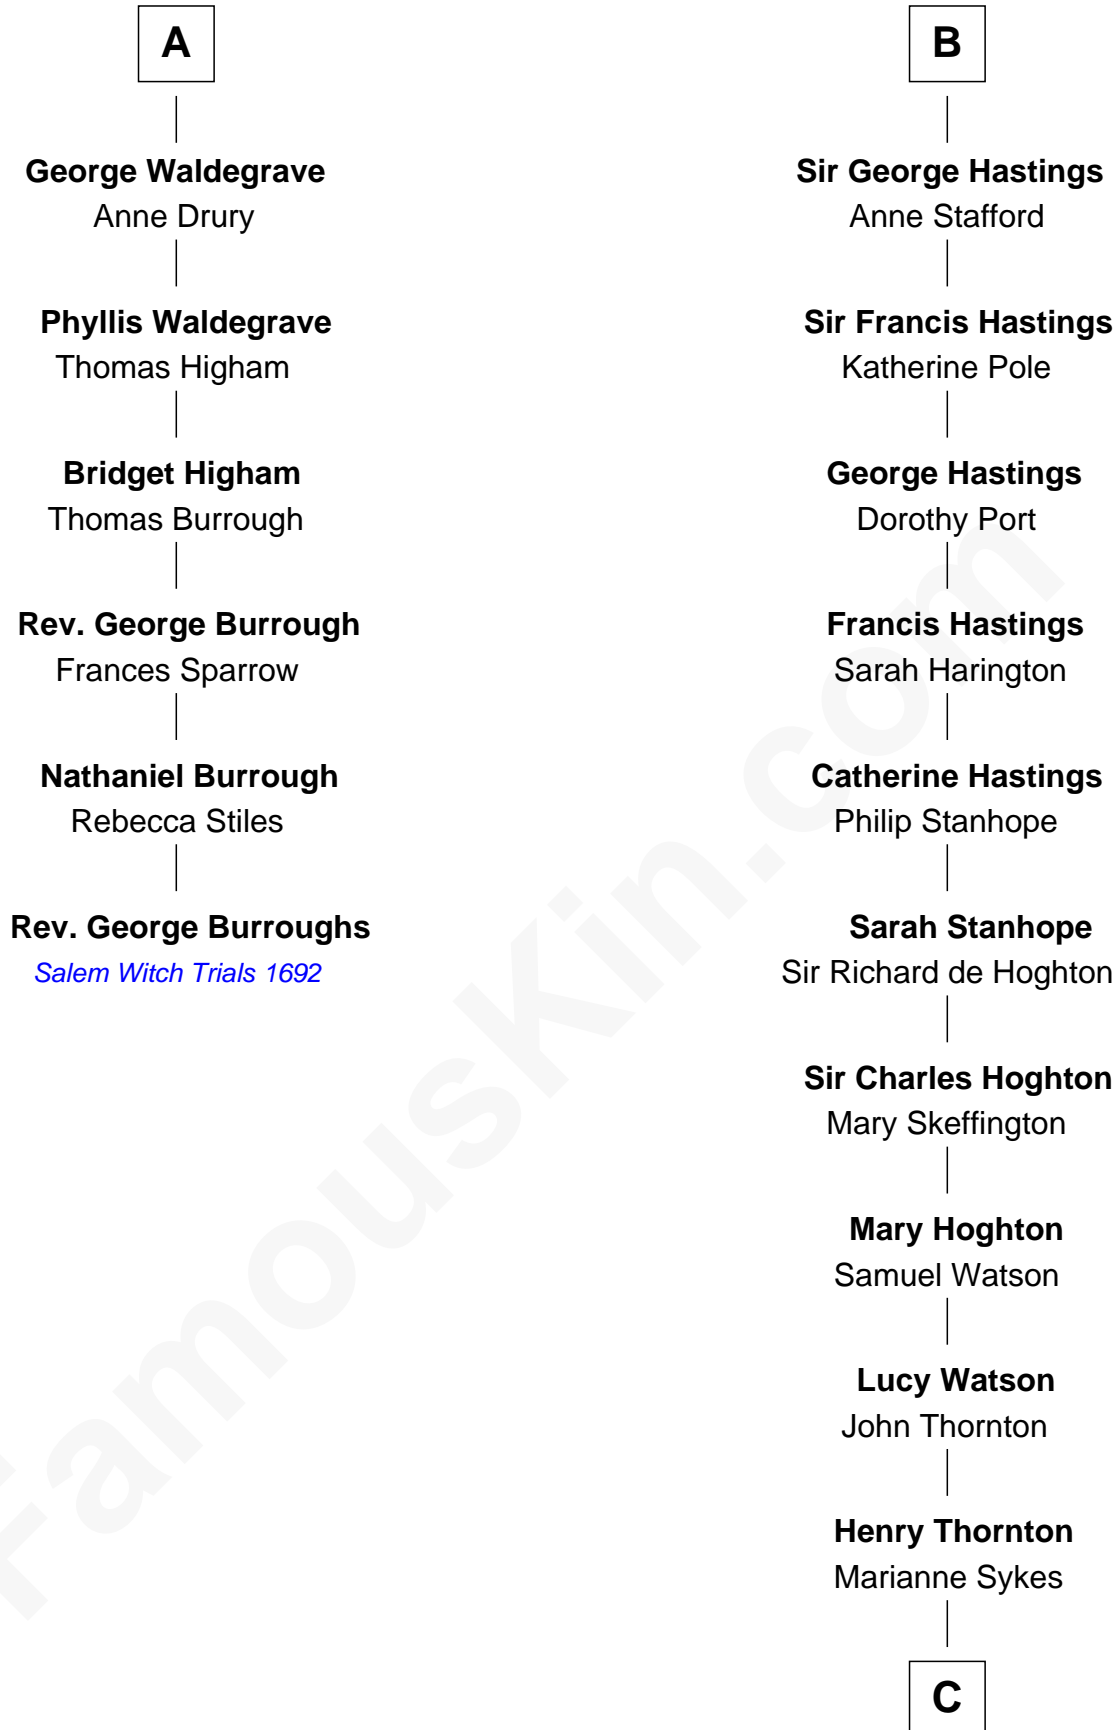 A
George Waldegrave
Anne Drury
Phyllis Waldegrave
Thomas Higham
Bridget Higham
Thomas Burrough
Rev. George Burrough
Frances Sparrow
Nathaniel Burrough
Rebecca Stiles
Rev. George Burroughs
Salem Witch Trials 1692
B
Sir George Hastings
Anne Stafford
Sir Francis Hastings
Katherine Pole
George Hastings
Dorothy Port
Francis Hastings
Sarah Harington
Catherine Hastings
Philip Stanhope
Sarah Stanhope
Sir Richard de Hoghton
Sir Charles Hoghton
Mary Skeffington
Mary Hoghton
Samuel Watson
Lucy Watson
John Thornton
Henry Thornton
Marianne Sykes
C
FamousKin.com